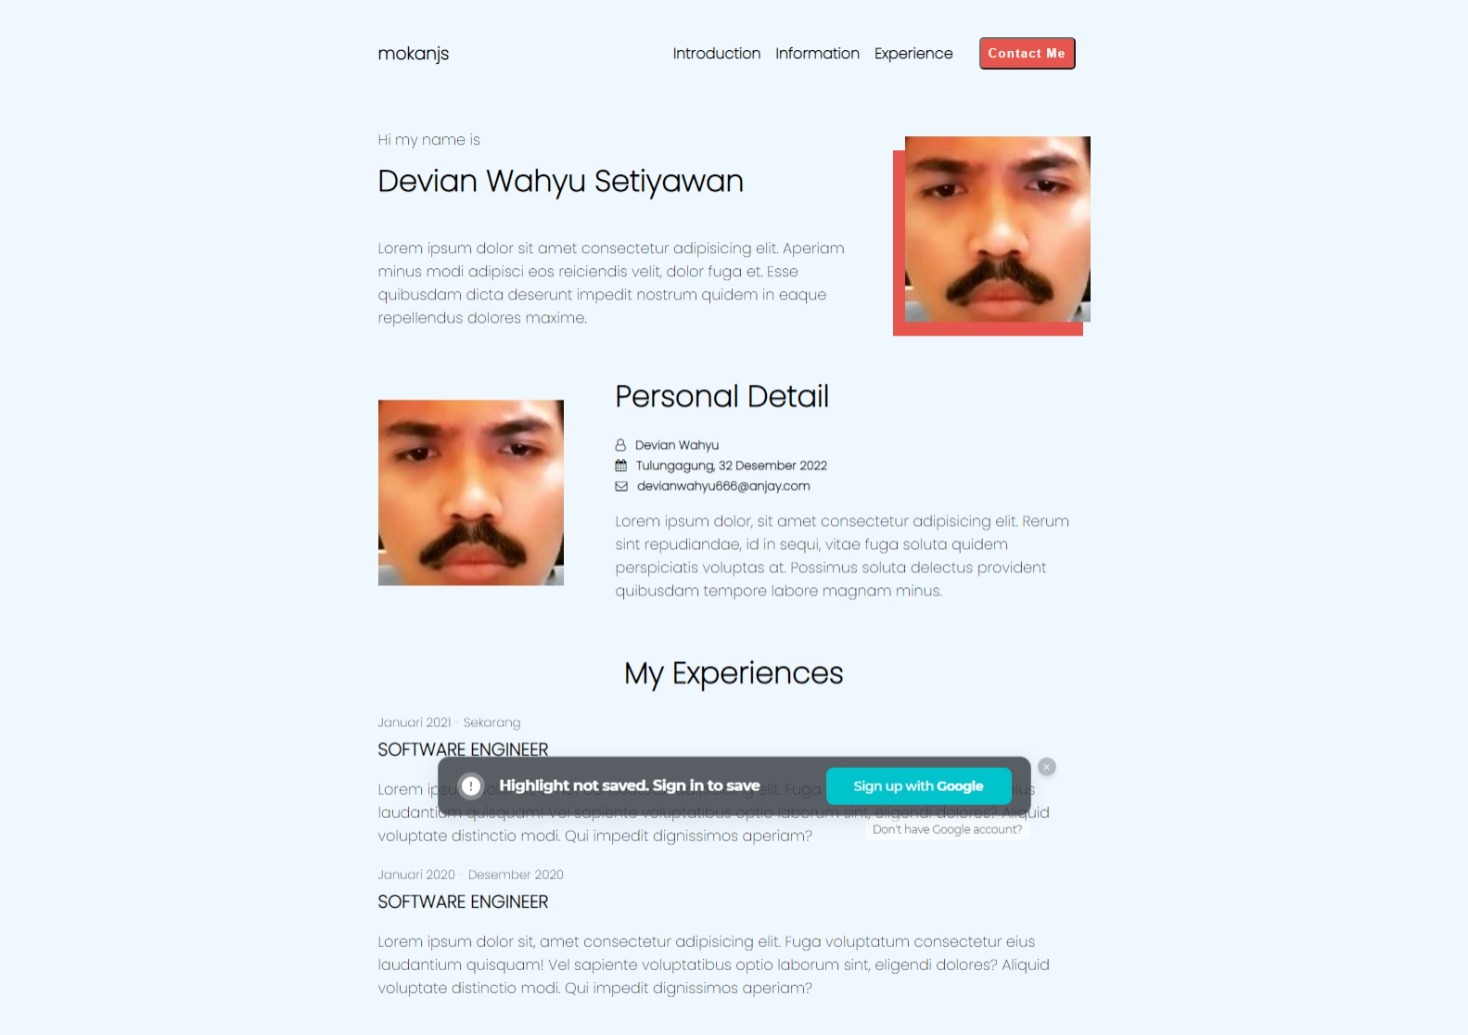 mokanjs
Introduction Information Experience Contact Me
Hi my name is
Devian Wahyu Setiyawan
Lorem ipsum dolor sit amet consectetur adipisicing elit. Aperiam
minus modi adipisci eos reiciendis velit, dolor fuga et. Esse
quibusdam dicta deserunt impedit nostrum quidem in eaque
repellendus dolores maxime.
Personal Detail
Devian Wahyu
Tulungagung, 32 Desember 2022
devianwahyu666@anjay.com
Lorem ipsum dolor, sit amet consectetur adipisicing elit. Rerum
sint repudiandae, id in sequi, vitae fuga soluta quidem
perspiciatis voluptas at. Possimus soluta delectus provident
quibusdam tempore labore magnam minus.
My Experiences
Januari 2021 - Sekarang
SOFTWARE ENGINEER
Highlight not saved. Sign in to save
Sign up with Google
Lorem elit. Fuga eius
laudantium quisquam! Vel sapiente voluptatibus optio laborum sint, eligendi dolores? Aliquid
Don't have Google account?
voluptate distinctio modi. Qui impedit dignissimos aperiam?
Januari 2020 - Desember 2020
SOFTWARE ENGINEER
Lorem ipsum dolor sit, amet consectetur adipisicing elit. Fuga voluptatum consectetur eius
laudantium quisquam! Vel sapiente voluptatibus optio laborum sint, eligendi dolores? Aliquid
voluptate distinctio modi. Qui impedit dignissimos aperiam?